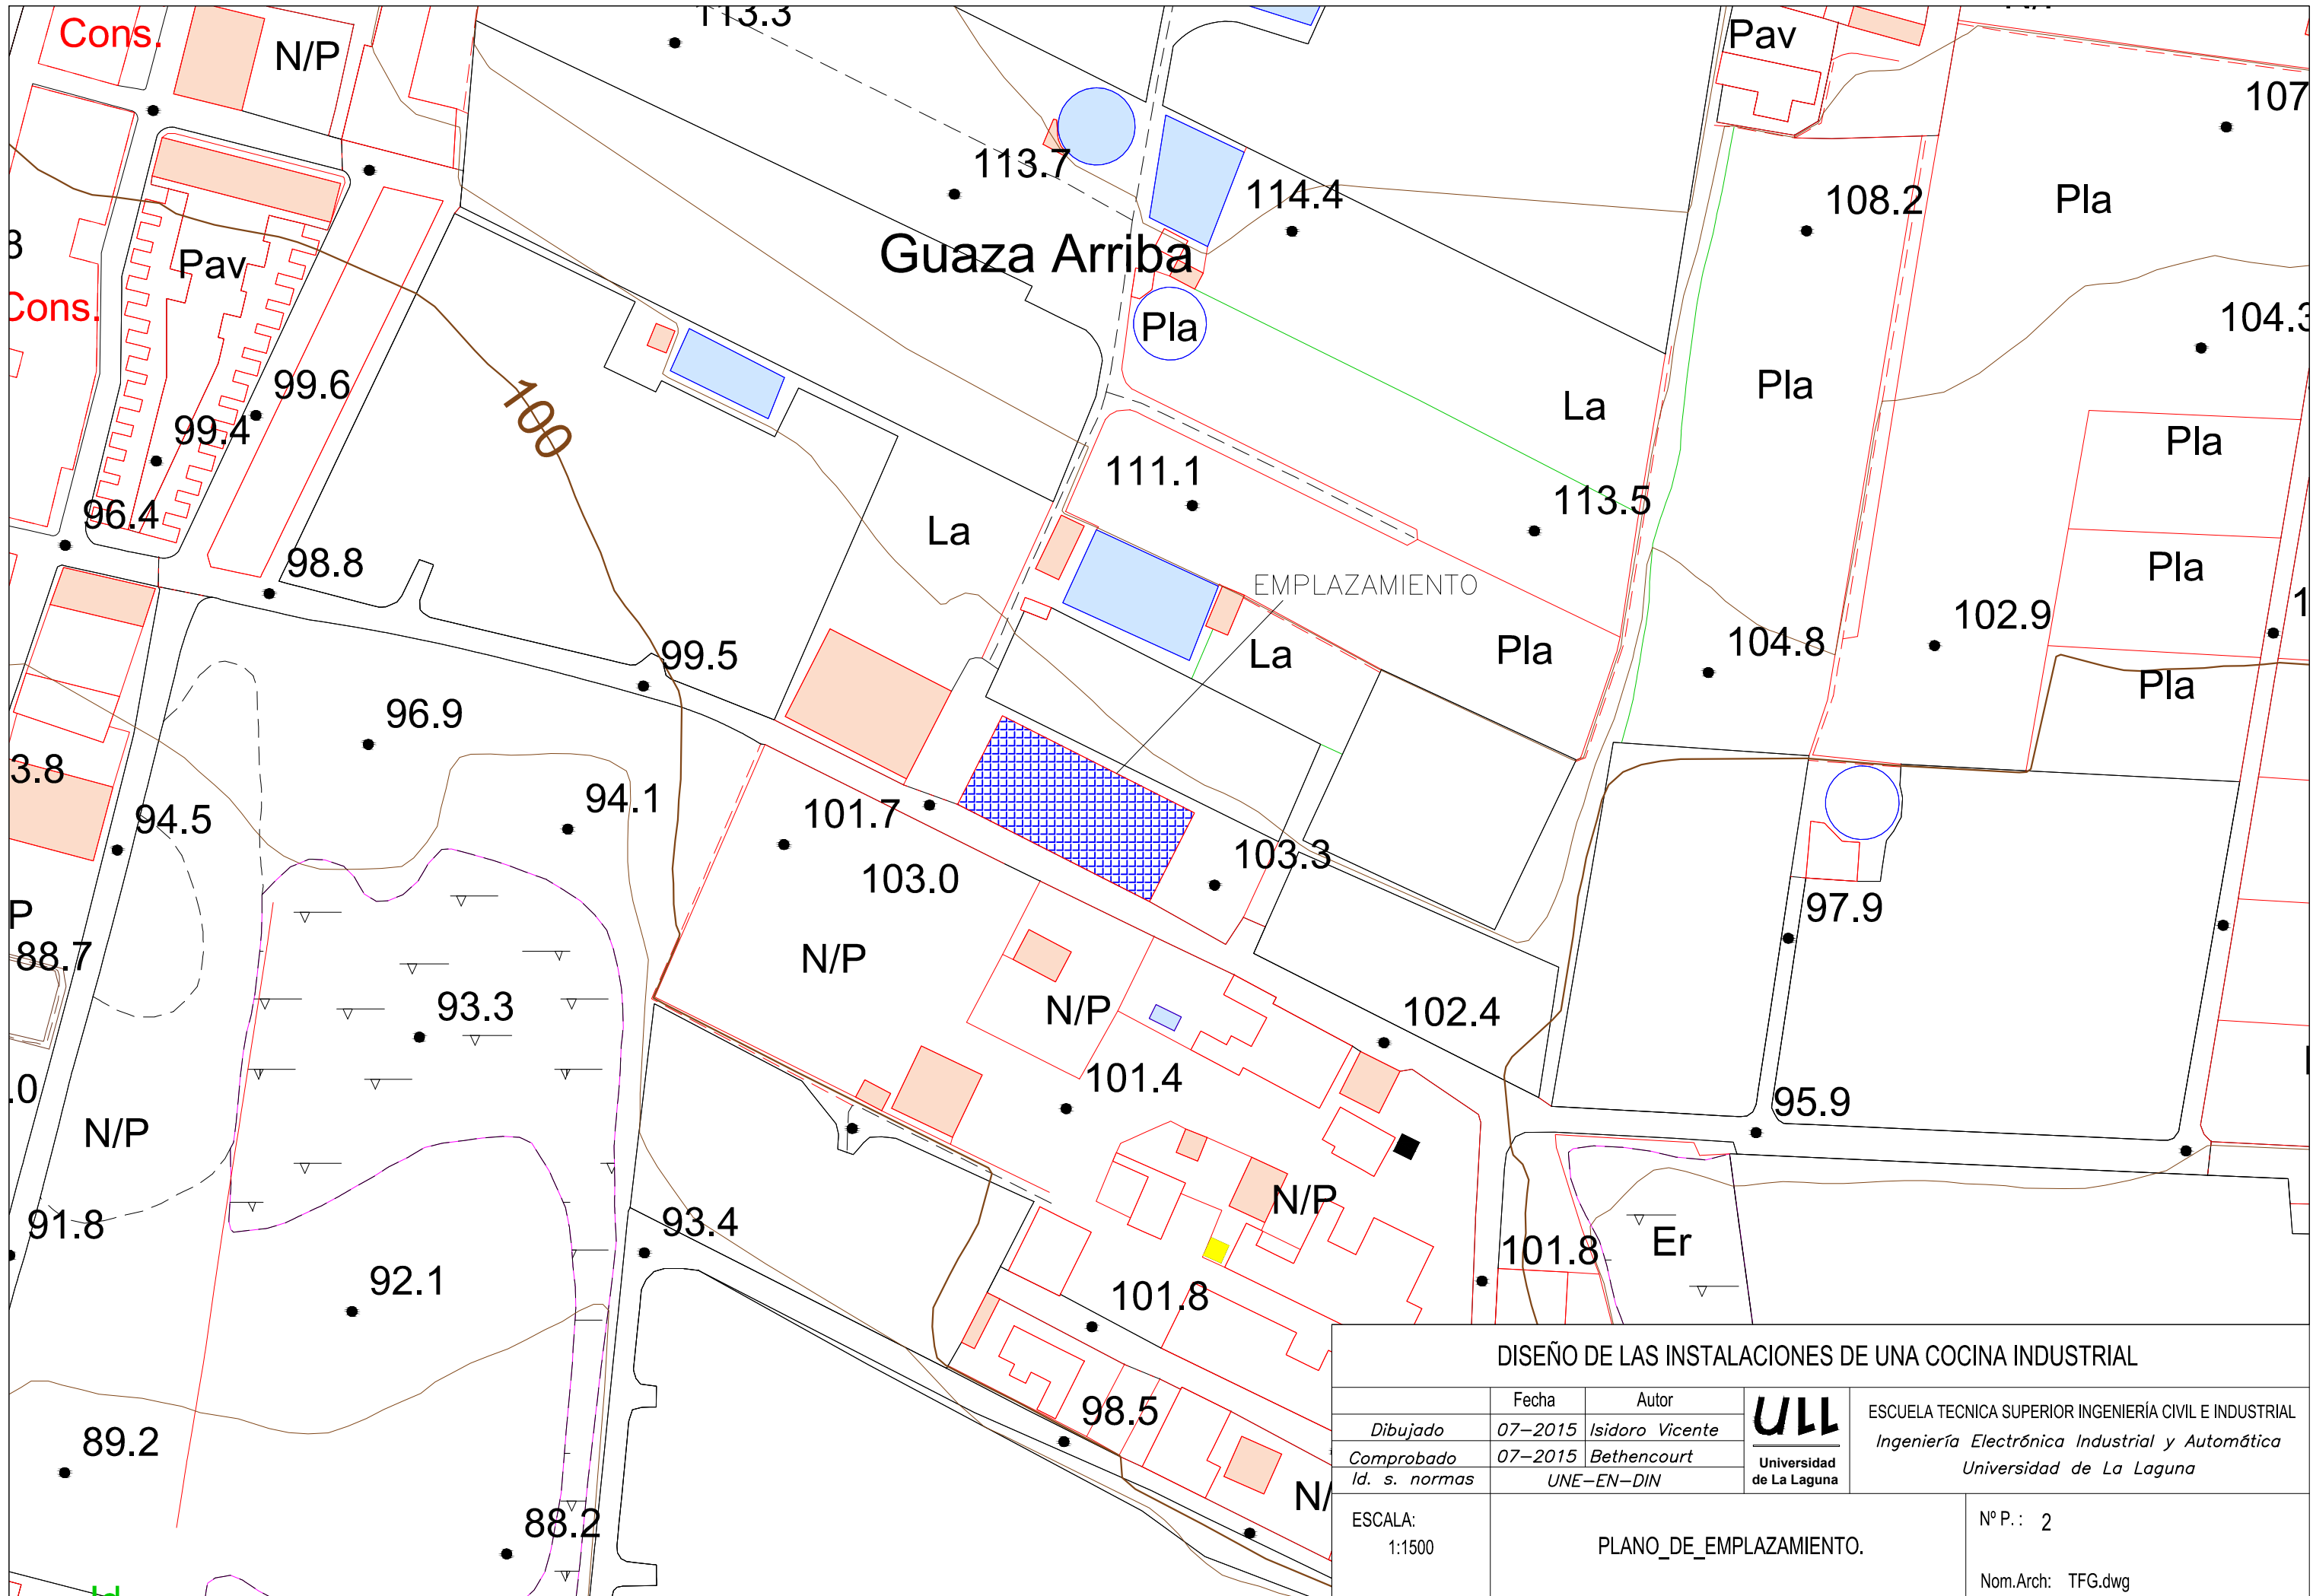 113.3
Cons.
N/P
Pav
107
113.7
114.4
108.2
Pla
Guaza Arriba
Pav
Cons.
Pla
104.3
99.6
Pla
100
99.4
La
Pla
111.1
113.5
96.4
La
98.8
EMPLAZAMIENTO
Pla
102.9
99.5
La
Pla
104.8
Pla
96.9
3.8
94.1
101.7
94.5
103.3
103.0
97.9
P
88.7
N/P
93.3
N/P
102.4
.0
101.4
95.9
N/P
N/P
91.8
93.4
101.8
Er
92.1
101.8
98.5
89.2
88.2
N/
DISEÑO DE LAS INSTALACIONES DE UNA COCINA INDUSTRIAL
Fecha Autor
Dibujado 07-2015 Isidoro Vicente
Comprobado 07-2015 Bethencourt
Id. s. normas UNE-EN-DIN
ULL
Universidad
de La Laguna
ESCUELA TECNICA SUPERIOR INGENIERÍA CIVIL E INDUSTRIAL
Ingeniería Electrónica Industrial y Automática
Universidad de La Laguna
ESCALA:
1:1500
PLANO_DE_EMPLAZAMIENTO.
Nº P. : 2
Nom.Arch: TFG.dwg